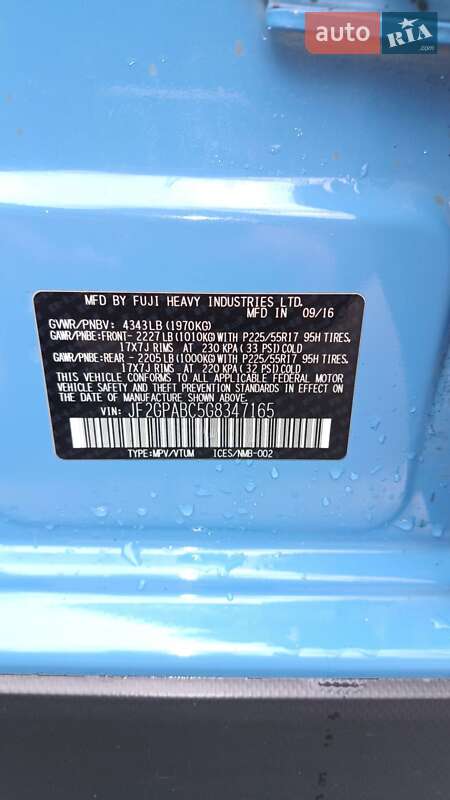 auto RIA .com
MFD BY FUJI HEAVY INDUSTRIES LTD.
MFD IN 09/16
GVWR/PNBV: 4343LB (1970KG)
GAWR/PNBE:FRONT- 2227LB (1010KG)WITH P225/55R17 95H TIRES,
17X7J RIMS AT 230 KPA ( 33 PSI)COLD
GAWR/PNBE:REAR - 2205LB (1000KG)WITH P225/55R17 95H TIRES,
17X7J RIMS AT 220 KPA ( 32 PSI)COLD
THIS VEHICLE CONFORMS TO ALL APPLICABLE FEDERAL MOTOR
VEHICLE SAFETY AND THEFT PREVENTION STANDARDS IN EFFECT ON
THE DATE OF MANUFACTURE SHOWN ABOVE.
VIN: JF2GPABC5G8347165
TYPE:MPV/VTUM ICES/NMB-002